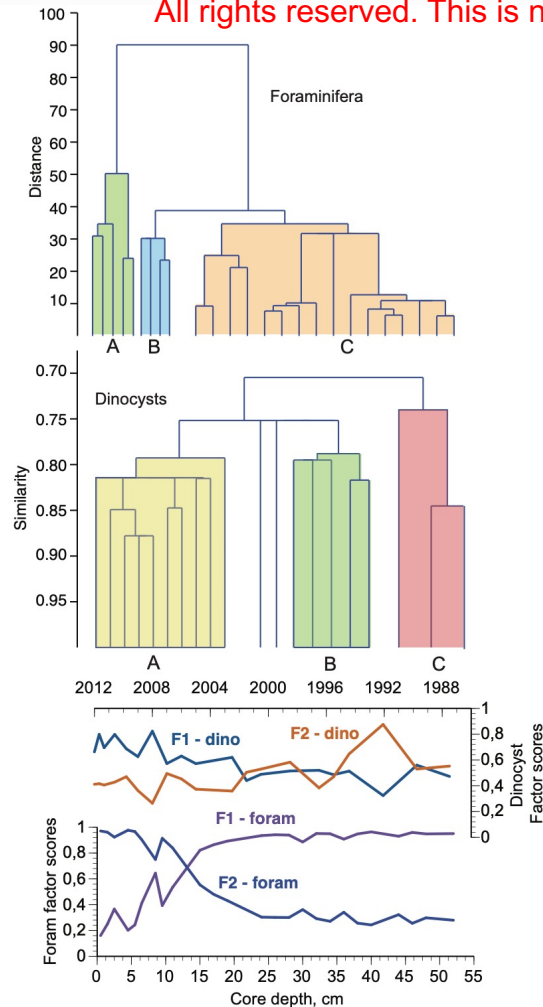 All rights reserved. This is n
100
90
80
70
60
50
40
30
20
10
Distance
Foraminifera
A B C
0.70
0.75
0.80
0.85
0.90
0.95
Similarity
Dinocysts
A B C
2012 2008 2004 2000 1996 1992 1988
F1 - dino
F2 - dino
1
0,8
0,6
0,4
0,2
0
Dinocyst
Factor scores
F1 - foram
F2 - foram
1
0,8
0,6
0,4
0,2
0
Foram factor scores
0 5 10 15 20 25 30 35 40 45 50 55
Core depth, cm